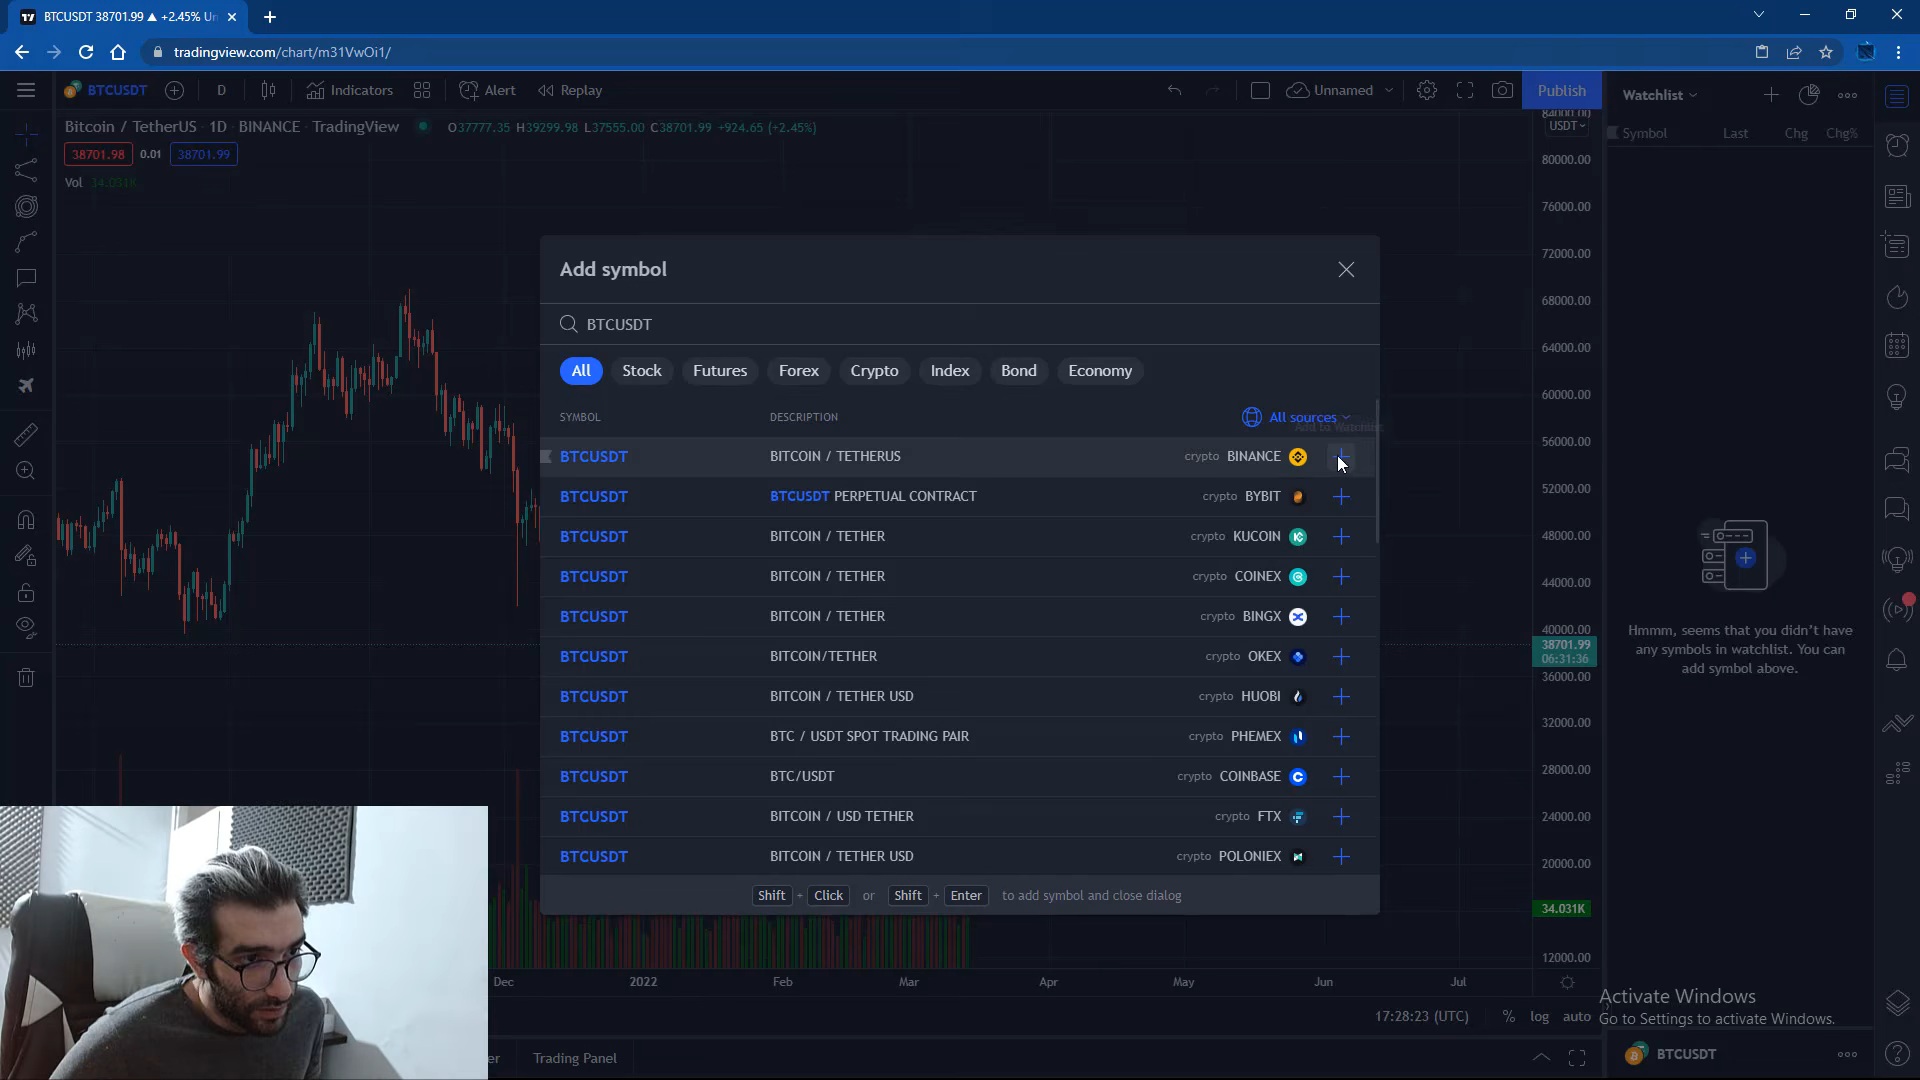 BTCUSDT 38701.99 ▲ +2.45% Un
tradingview.com/chart/m31VwOi1/
BTCUSDT
D
Indicators
Alert
Replay
Unnamed
Publish
Watchlist
Bitcoin / TetherUS · 1D · BINANCE · TradingView
O37777.35 H39299.98 L37555.00 C38701.99 +924.65 (+2.45%)
USDT
Symbol
Last
Chg
Chg%
38701.98
0.01
38701.99
Vol 34.031K
80000.00
76000.00
72000.00
68000.00
64000.00
60000.00
56000.00
52000.00
48000.00
44000.00
40000.00
38701.99
06:31:36
36000.00
32000.00
28000.00
24000.00
20000.00
34.031K
12000.00
Add symbol
BTCUSDT
All
Stock
Futures
Forex
Crypto
Index
Bond
Economy
SYMBOL
DESCRIPTION
All sources
Add to Watchlist
BTCUSDT BITCOIN / TETHERUS crypto BINANCE
BTCUSDT BTCUSDT PERPETUAL CONTRACT crypto BYBIT
BTCUSDT BITCOIN / TETHER crypto KUCOIN
BTCUSDT BITCOIN / TETHER crypto COINEX
BTCUSDT BITCOIN / TETHER crypto BINGX
BTCUSDT BITCOIN/TETHER crypto OKEX
BTCUSDT BITCOIN / TETHER USD crypto HUOBI
BTCUSDT BTC / USDT SPOT TRADING PAIR crypto PHEMEX
BTCUSDT BTC/USDT crypto COINBASE
BTCUSDT BITCOIN / USD TETHER crypto FTX
BTCUSDT BITCOIN / TETHER USD crypto POLONIEX
Shift + Click or Shift + Enter to add symbol and close dialog
Hmmm, seems that you didn't have
any symbols in watchlist. You can
add symbol above.
Dec
2022
Feb
Mar
Apr
May
Jun
Jul
17:28:23 (UTC)
%
log
auto
Activate Windows
Go to Settings to activate Windows.
Trading Panel
BTCUSDT